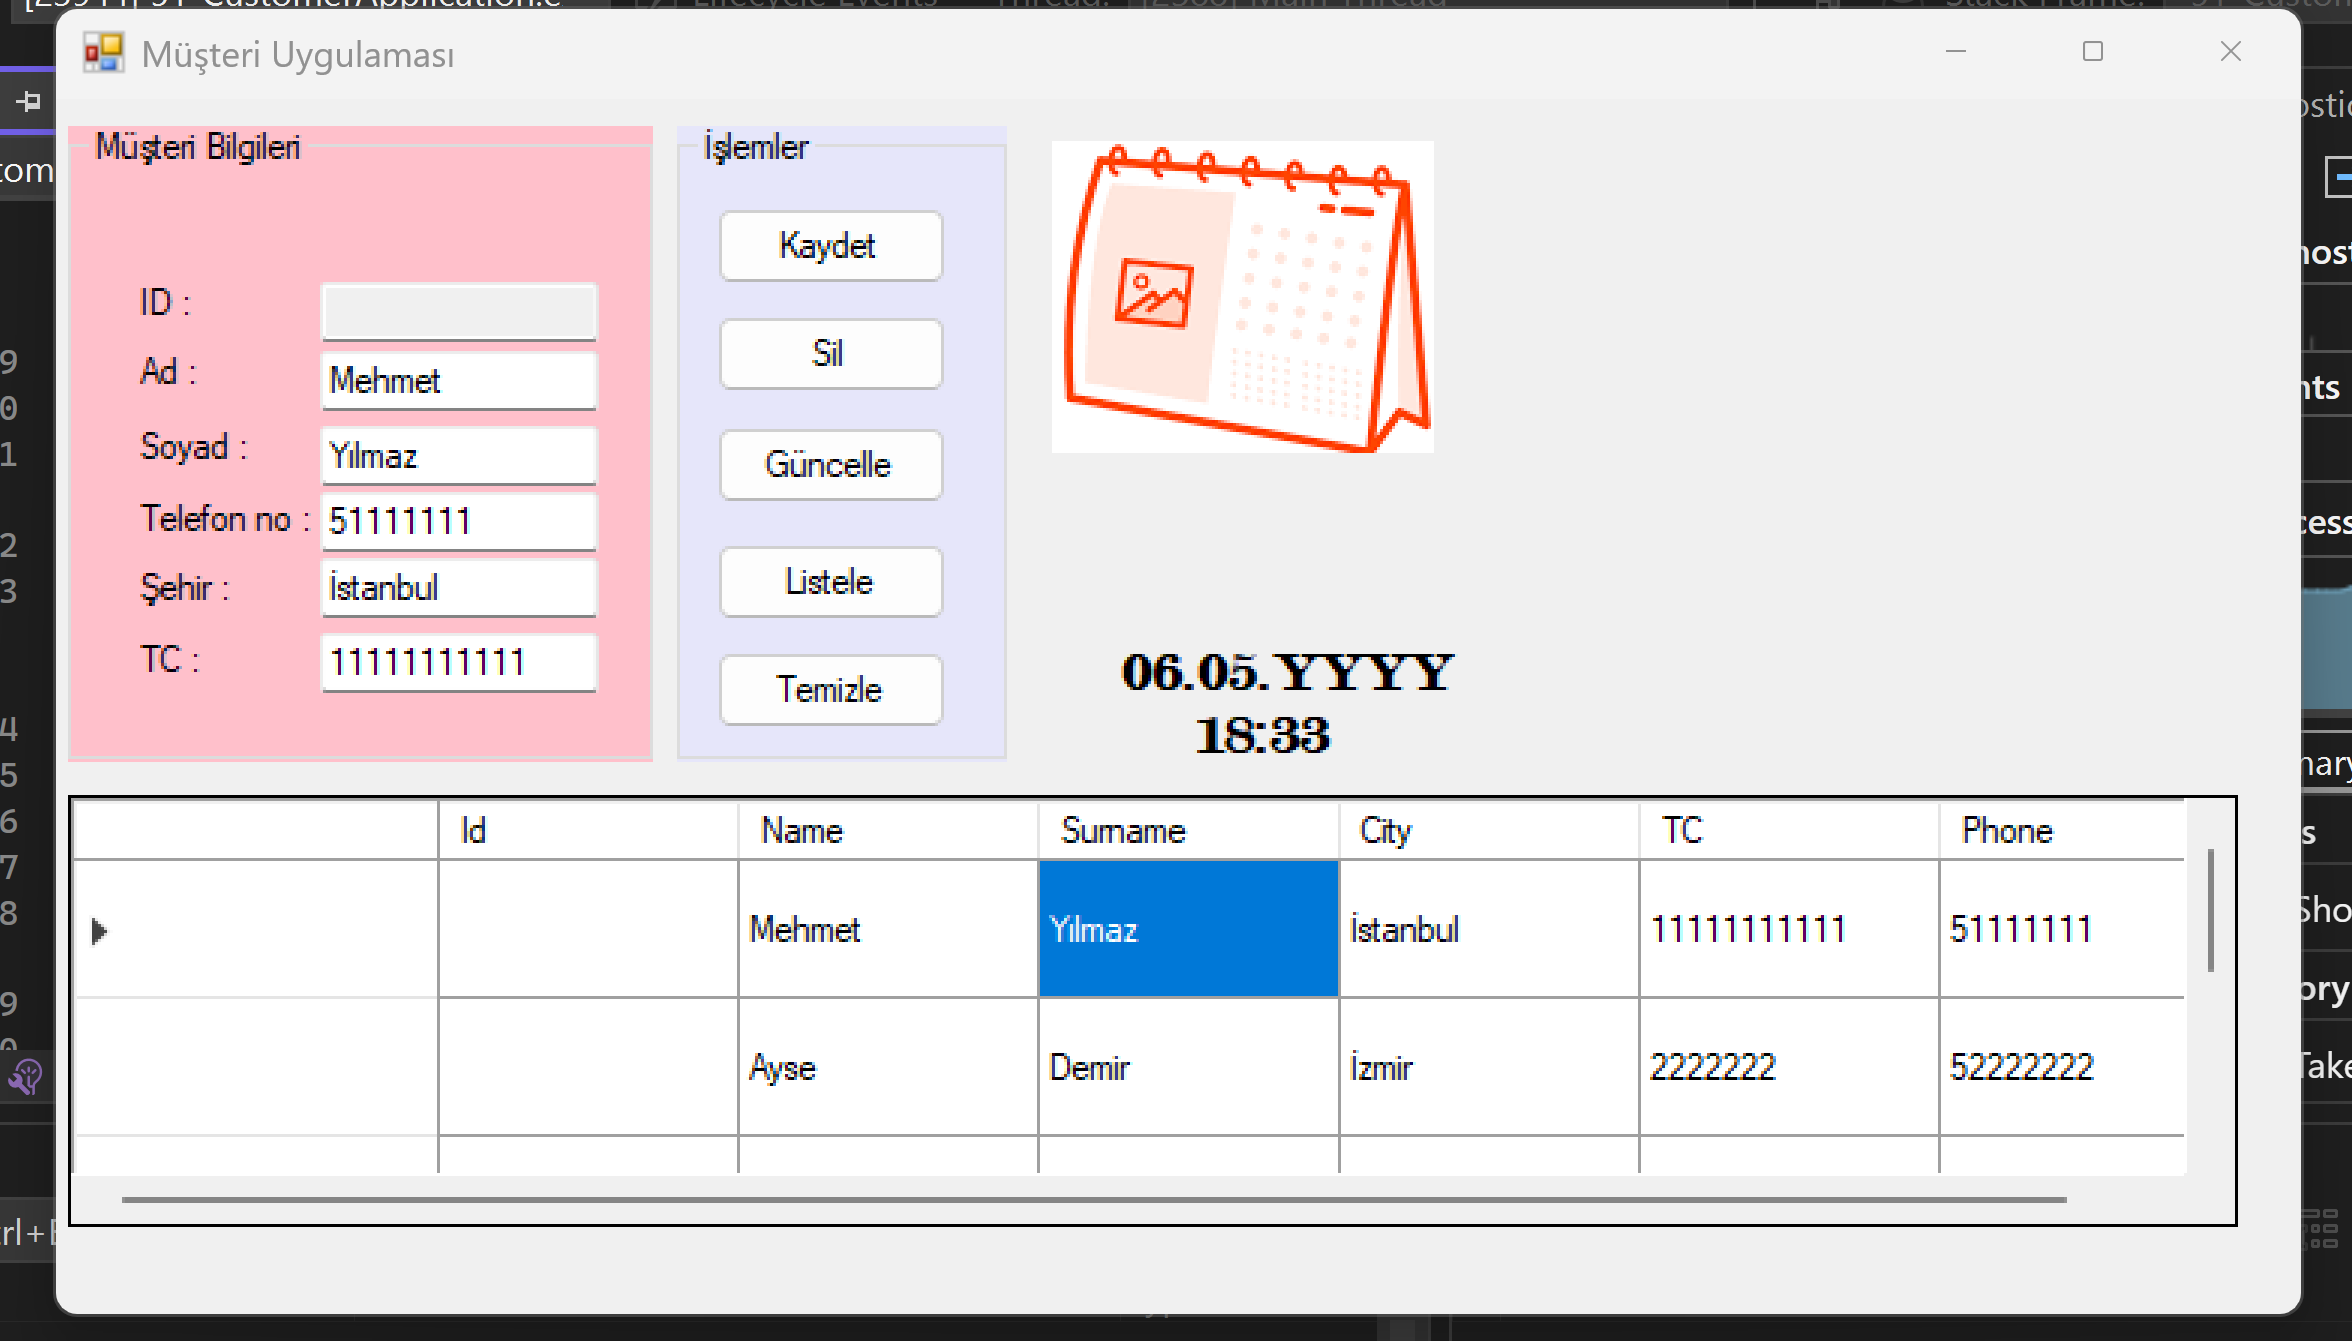 Müşteri Uygulaması
Müşteri Bilgileri
ID :
Ad : Mehmet
Soyad : Yılmaz
Telefon no : 51111111
Şehir : İstanbul
TC : 11111111111
İşlemler
Kaydet
Sil
Güncelle
Listele
Temizle
06.05.YYYY
18:33
Id Name Surname City TC Phone
Mehmet Yılmaz İstanbul 11111111111 51111111
Ayse Demir İzmir 2222222 52222222